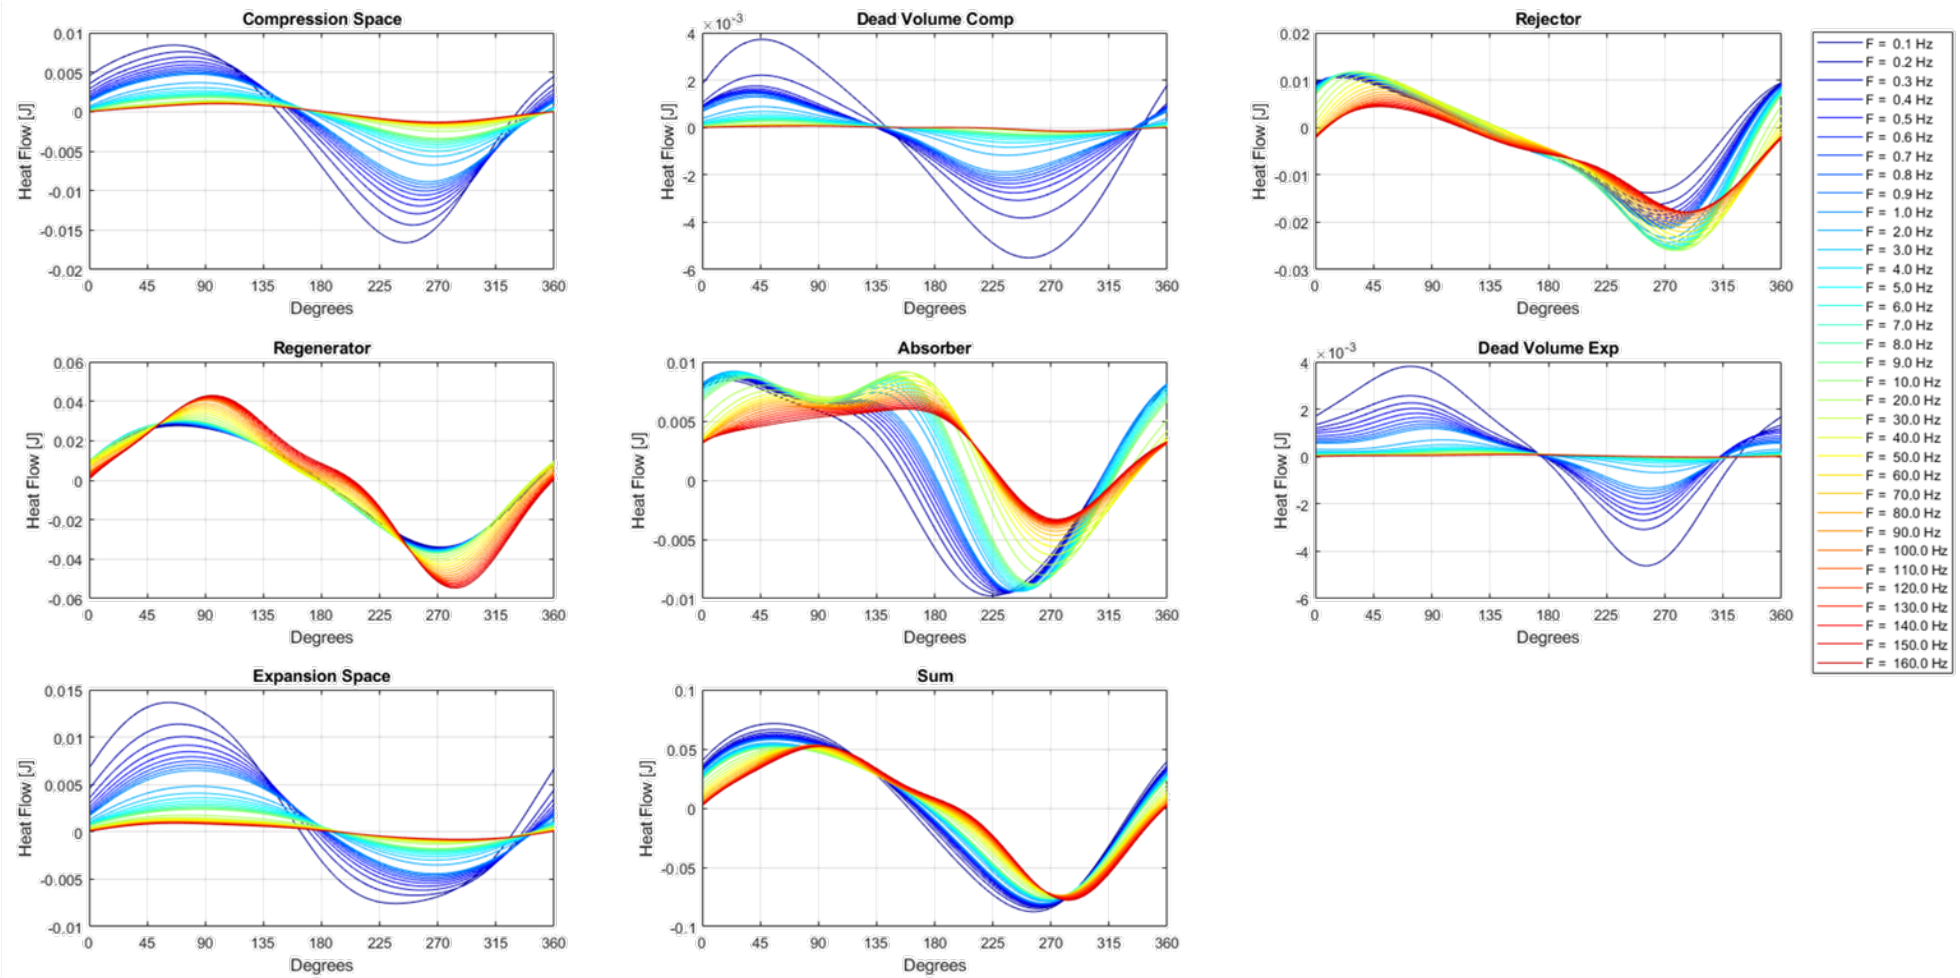 Compression Space
0.01
0.005
0
-0.005
-0.01
-0.015
-0.02
Heat Flow [J]
0 45 90 135 180 225 270 315 360
Degrees
Dead Volume Comp
×10-3
4
2
0
-2
-4
-6
Heat Flow [J]
0 45 90 135 180 225 270 315 360
Degrees
Rejector
0.02
0.01
0
-0.01
-0.02
-0.03
Heat Flow [J]
0 45 90 135 180 225 270 315 360
Degrees
F = 0.1 Hz
F = 0.2 Hz
F = 0.3 Hz
F = 0.4 Hz
F = 0.5 Hz
F = 0.6 Hz
F = 0.7 Hz
F = 0.8 Hz
F = 0.9 Hz
F = 1.0 Hz
F = 2.0 Hz
F = 3.0 Hz
F = 4.0 Hz
F = 5.0 Hz
F = 6.0 Hz
F = 7.0 Hz
F = 8.0 Hz
F = 9.0 Hz
F = 10.0 Hz
F = 20.0 Hz
F = 30.0 Hz
F = 40.0 Hz
F = 50.0 Hz
F = 60.0 Hz
F = 70.0 Hz
F = 80.0 Hz
F = 90.0 Hz
F = 100.0 Hz
F = 110.0 Hz
F = 120.0 Hz
F = 130.0 Hz
F = 140.0 Hz
F = 150.0 Hz
F = 160.0 Hz
Regenerator
0.06
0.04
0.02
0
-0.02
-0.04
-0.06
Heat Flow [J]
0 45 90 135 180 225 270 315 360
Degrees
Absorber
0.01
0.005
0
-0.005
-0.01
Heat Flow [J]
0 45 90 135 180 225 270 315 360
Degrees
Dead Volume Exp
×10-3
4
2
0
-2
-4
-6
Heat Flow [J]
0 45 90 135 180 225 270 315 360
Degrees
Expansion Space
0.015
0.01
0.005
0
-0.005
-0.01
Heat Flow [J]
0 45 90 135 180 225 270 315 360
Degrees
Sum
0.1
0.05
0
-0.05
-0.1
Heat Flow [J]
0 45 90 135 180 225 270 315 360
Degrees